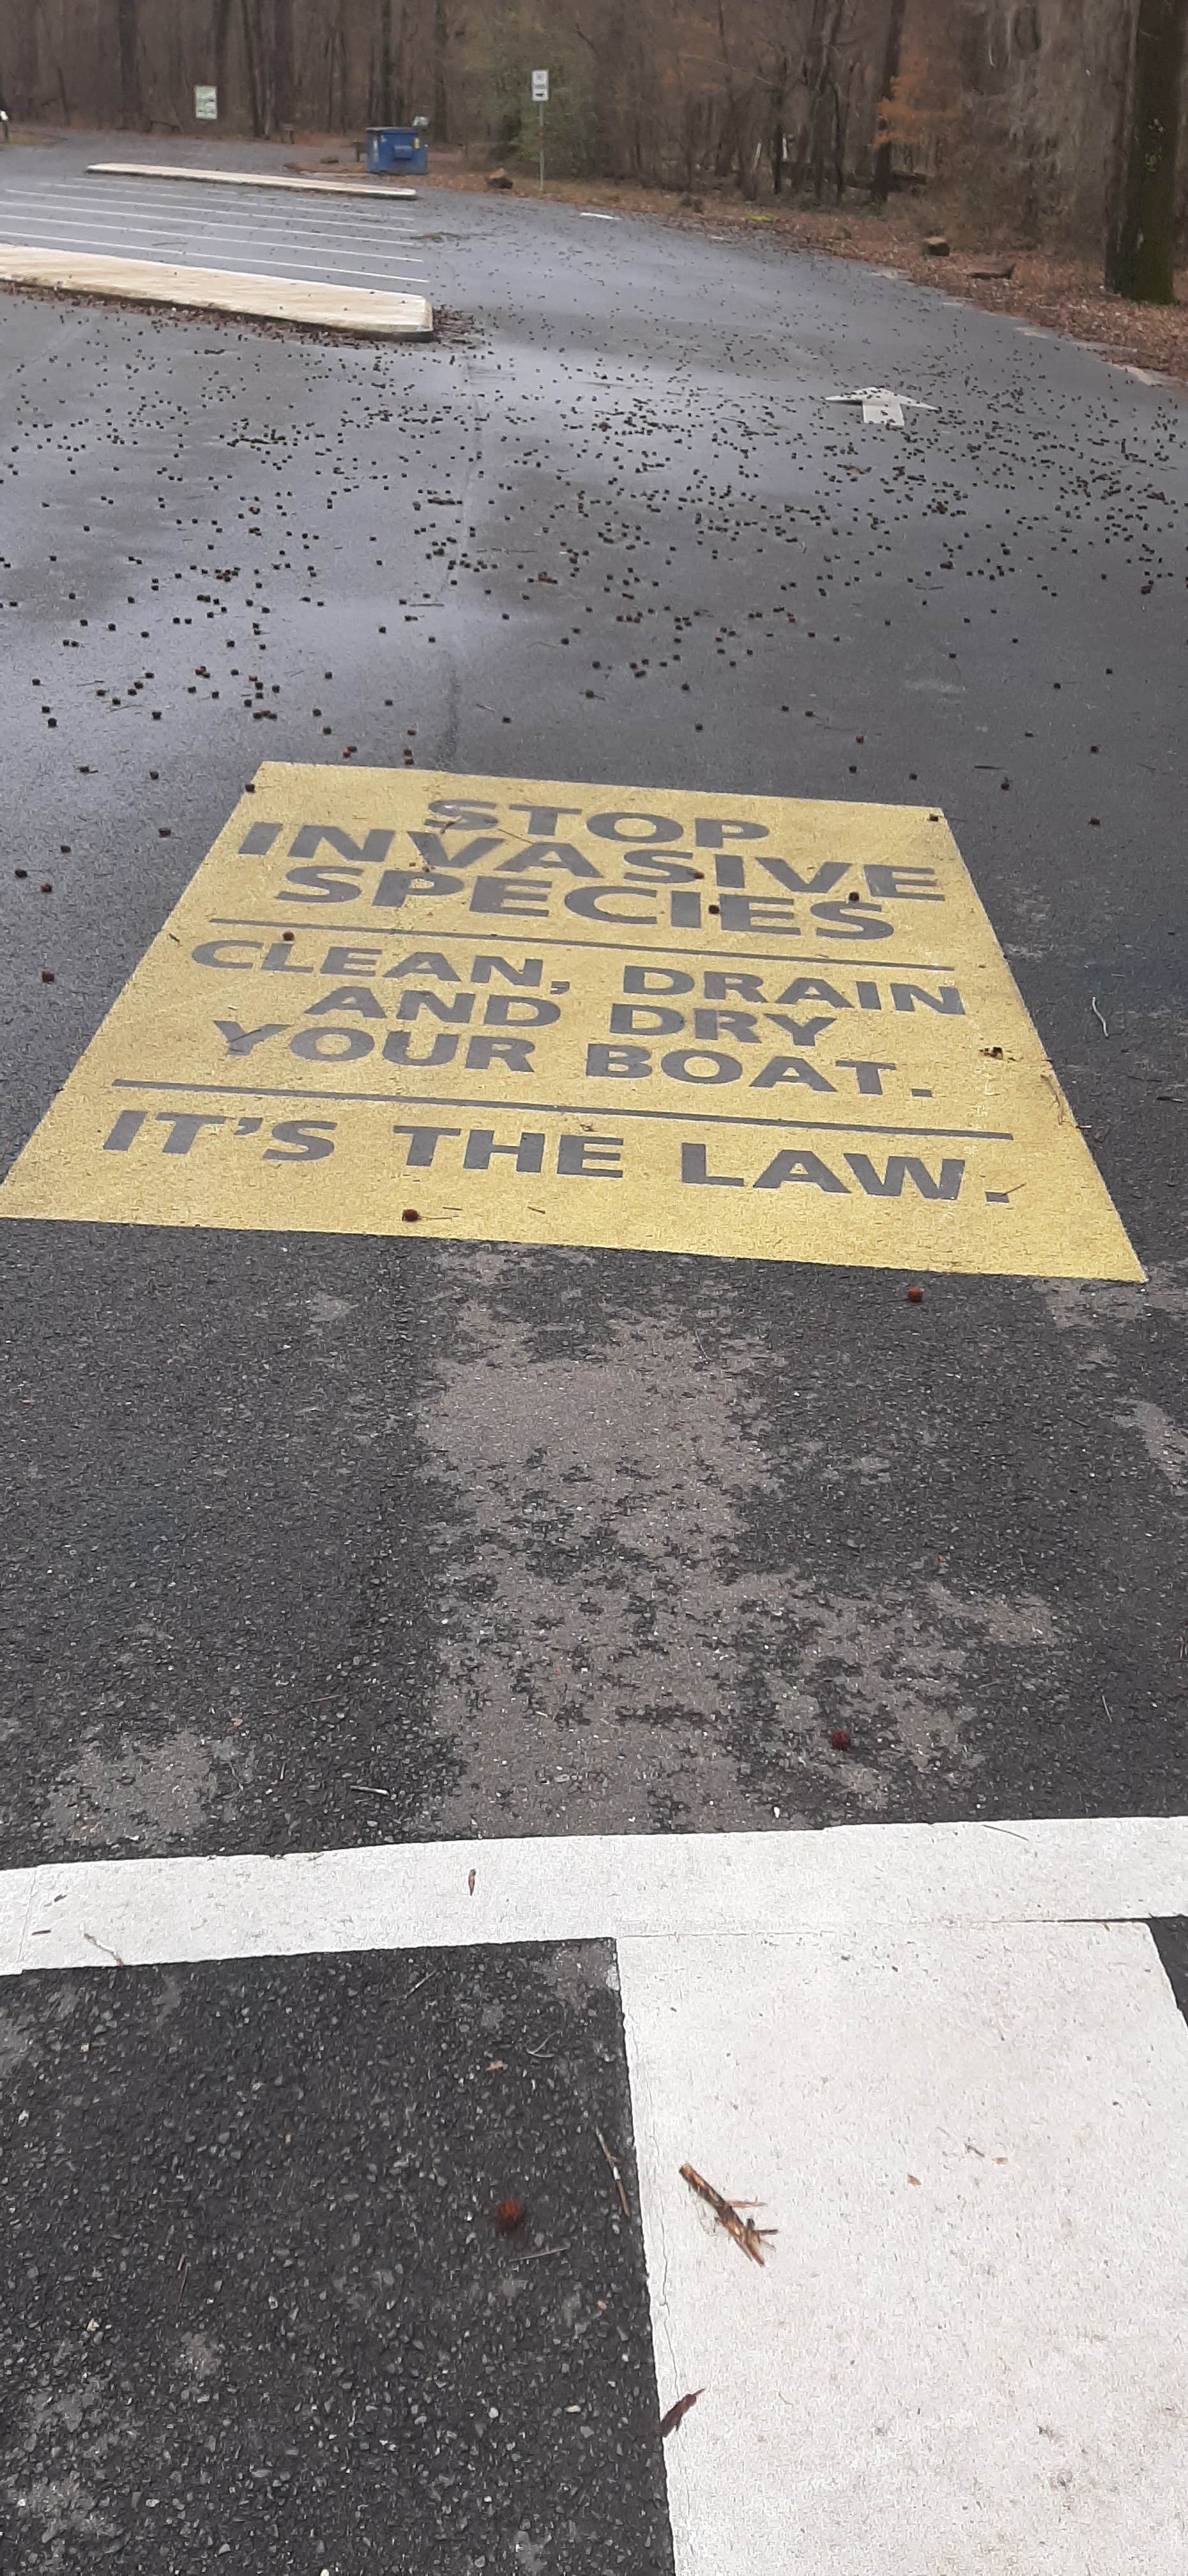 STOP
INVASIVE
SPECIES
CLEAN, DRAIN
AND DRY
YOUR BOAT.
IT'S THE LAW.